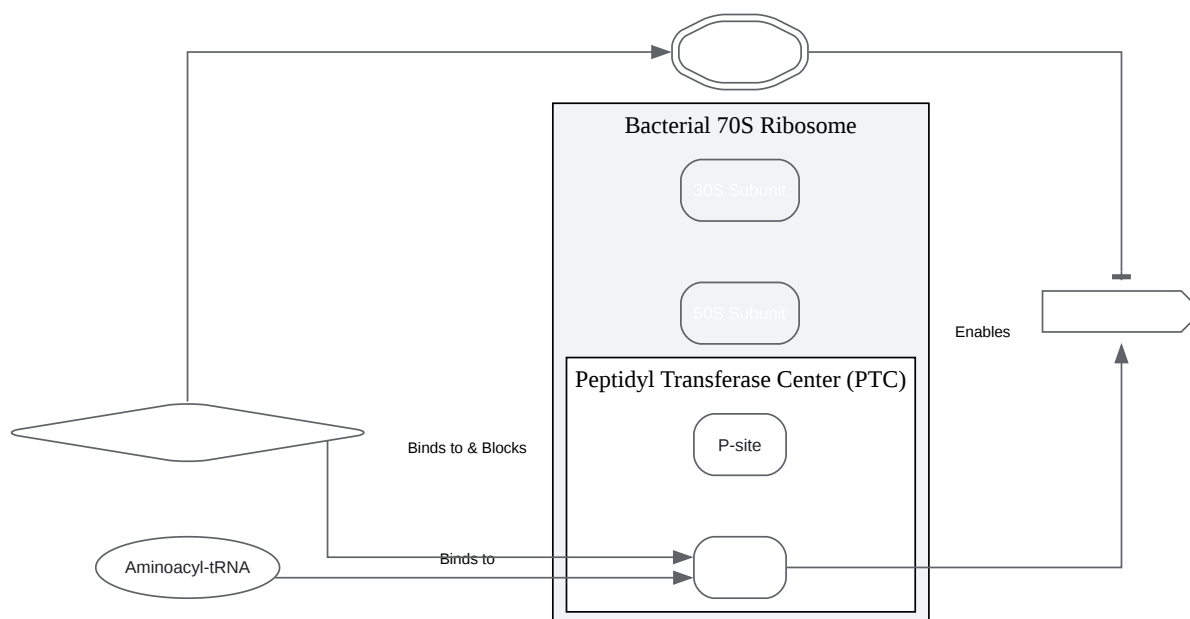 Bacterial 70S Ribosome
30S Subunit
50S Subunit
Enables
Peptidyl Transferase Center (PTC)
P-site
Binds to & Blocks
Binds to
Aminoacyl-tRNA